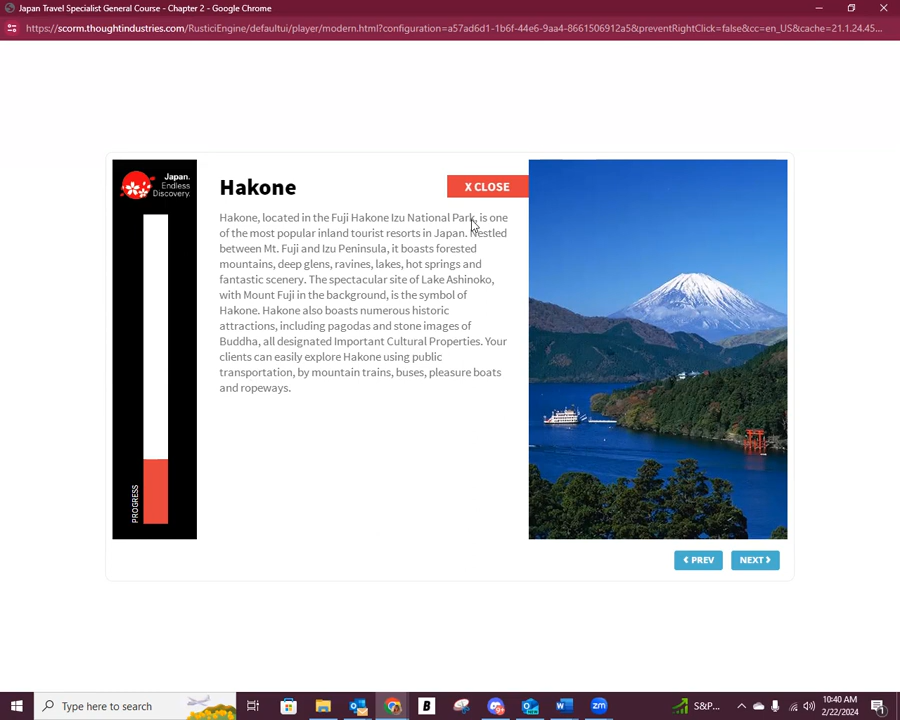 Japan Travel Specialist General Course - Chapter 2 - Google Chrome
https://scorm.thoughtindustries.com/RusticiEngine/defaultui/player/modern.html?configuration=a57ad6d1-1b6f-44e6-9aa4-8661506912a5&preventRightClick=false&cc=en_US&cache=21.1.24.45...
Japan.
Endless
Discovery.
PROGRESS
Hakone
X CLOSE
Hakone, located in the Fuji Hakone Izu National Park, is one
of the most popular inland tourist resorts in Japan. Nestled
between Mt. Fuji and Izu Peninsula, it boasts forested
mountains, deep glens, ravines, lakes, hot springs and
fantastic scenery. The spectacular site of Lake Ashinoko,
with Mount Fuji in the background, is the symbol of
Hakone. Hakone also boasts numerous historic
attractions, including pagodas and stone images of
Buddha, all designated Important Cultural Properties. Your
clients can easily explore Hakone using public
transportation, by mountain trains, buses, pleasure boats
and ropeways.
PREV
NEXT
Type here to search
B
W
zm
S&P...
10:40 AM
2/22/2024